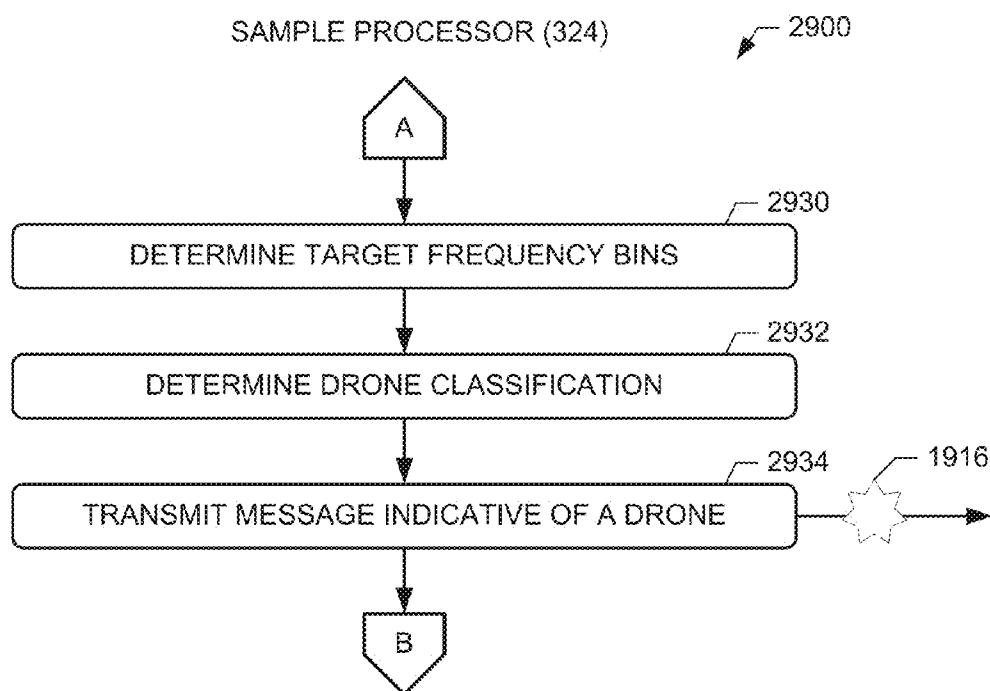 SAMPLE PROCESSOR (324)
2900
A
2930
DETERMINE TARGET FREQUENCY BINS
2932
DETERMINE DRONE CLASSIFICATION
2934
1916
TRANSMIT MESSAGE INDICATIVE OF A DRONE
B